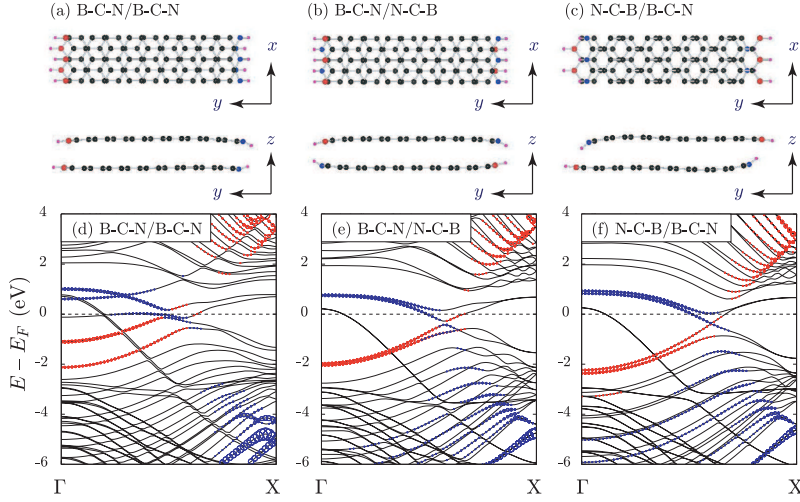 (a) B-C-N/B-C-N
(b) B-C-N/N-C-B
(c) N-C-B/B-C-N
x
x
x
y
y
y
z
z
z
y
y
y
E − E_F (eV)
4
2
0
-2
-4
-6
(d) B-C-N/B-C-N
Γ
X
4
2
0
-2
-4
-6
(e) B-C-N/N-C-B
Γ
X
4
2
0
-2
-4
-6
(f) N-C-B/B-C-N
Γ
X